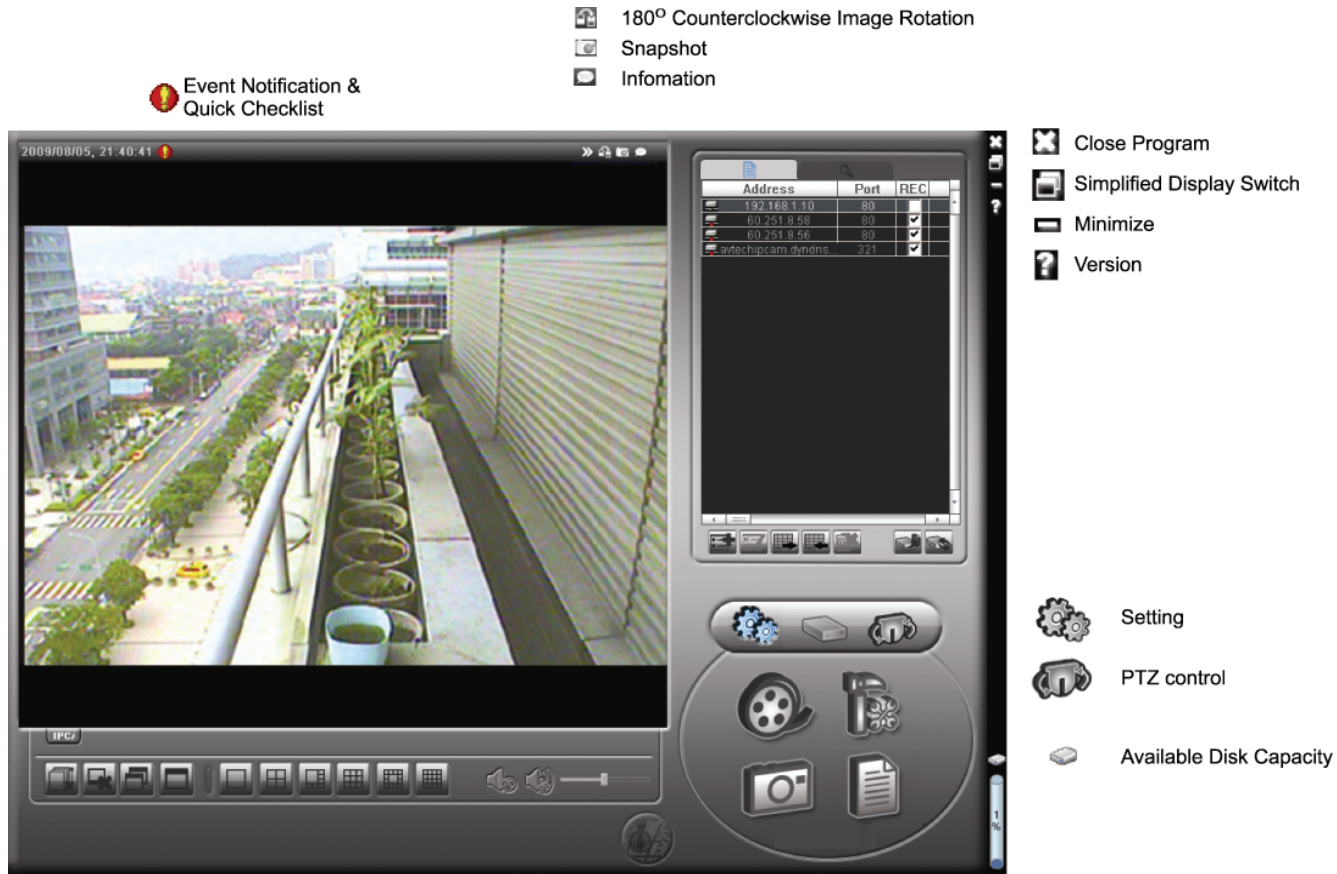 180° Counterclockwise Image Rotation
Snapshot
Infomation
Event Notification &
Quick Checklist
2009/08/05, 21:40:41
Close Program
Simplified Display Switch
Minimize
? Version
Address Port REC
192.168.1.10 80
60.251.8.58 80
60.251.8.56 80
avtechipcam.dyndns... 321
Setting
PTZ control
IPC/
Available Disk Capacity
1
%